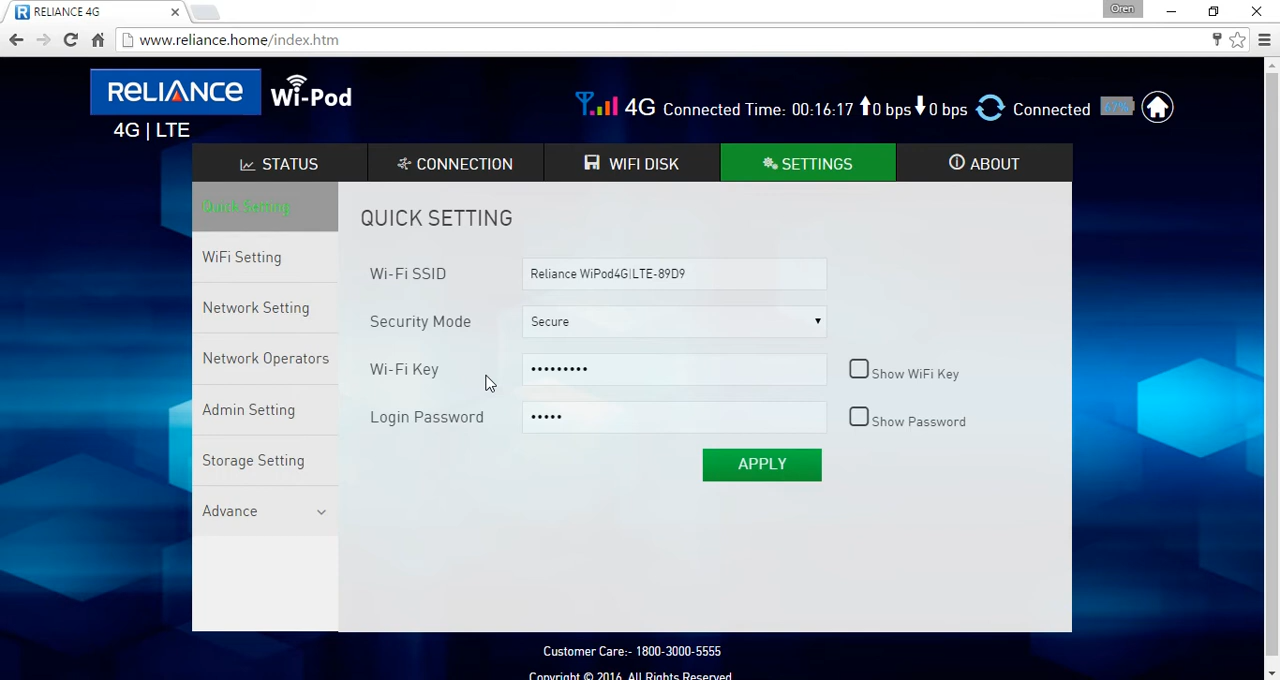 RELIANCE 4G
Oren
www.reliance.home/index.htm
RELIANCE Wi-Pod
4G | LTE
4G Connected Time: 00:16:17 0 bps 0 bps Connected 67%
STATUS CONNECTION WIFI DISK SETTINGS ABOUT
Quick Setting
WiFi Setting
Network Setting
Network Operators
Admin Setting
Storage Setting
Advance
QUICK SETTING
Wi-Fi SSID Reliance WiPod4G|LTE-89D9
Security Mode Secure
Wi-Fi Key ••••••••• Show WiFi Key
Login Password ••••• Show Password
APPLY
Customer Care:- 1800-3000-5555
Copyright © 2016. All Rights Reserved